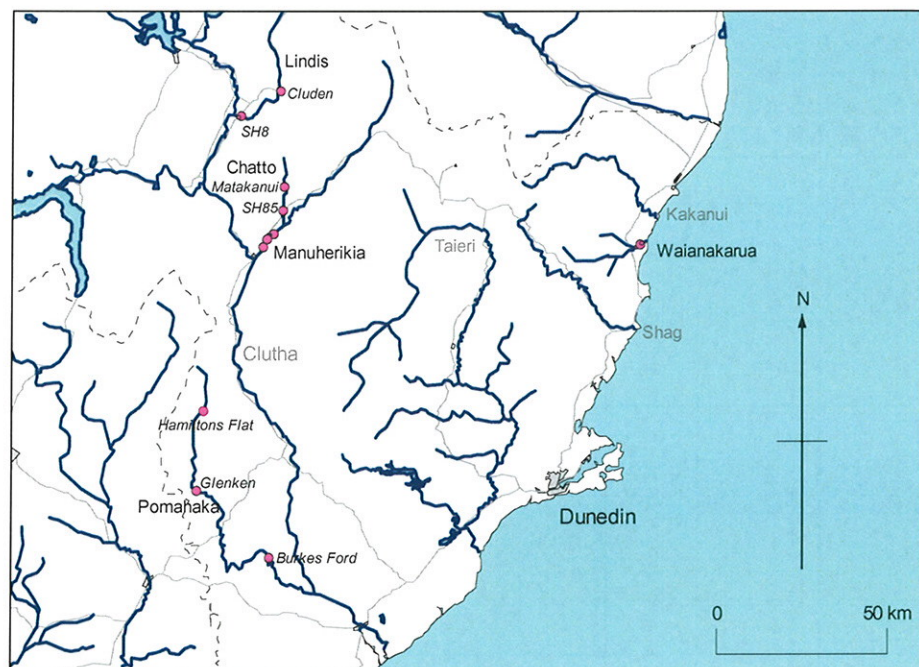 Lindis
Cluden
SH8
Chatto
Matakanui
SH85
Kakanui
Manuherikia
Taieri
Waianakarua
N
Shag
Clutha
Hamiltons Flat
Glenken
Pomahaka
Dunedin
Burkes Ford
0 50 km